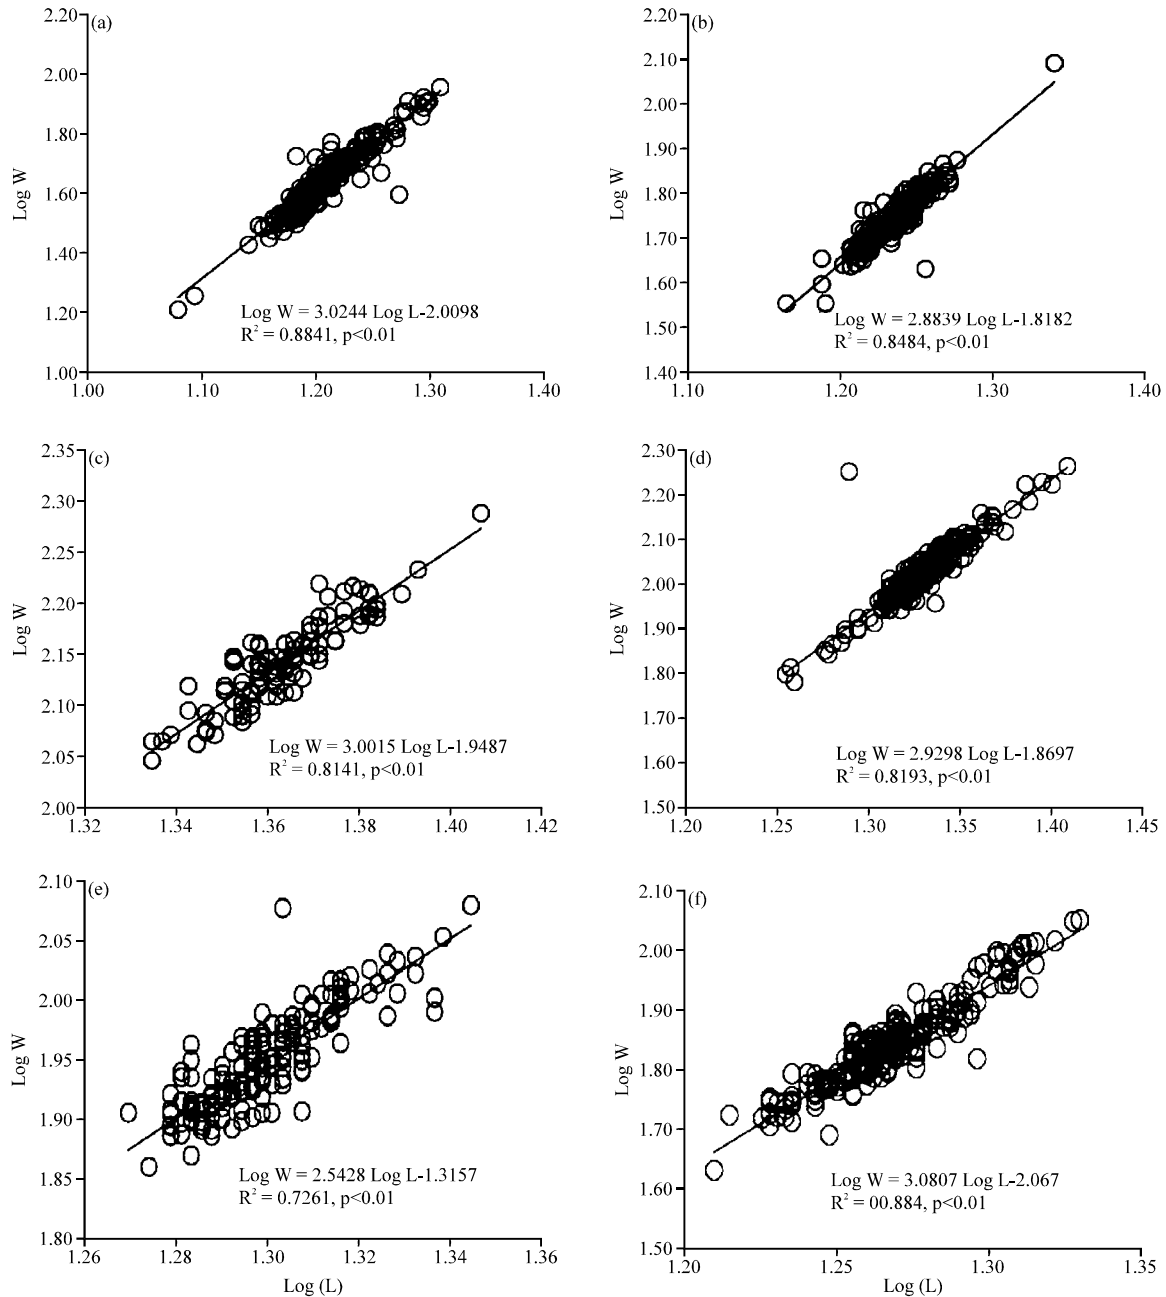 (a)
2.20
2.00
1.80
1.60
1.40
1.20
1.00
Log W
Log W = 3.0244 Log L-2.0098
R² = 0.8841, p<0.01
1.00 1.10 1.20 1.30 1.40
(b)
2.20
2.10
2.00
1.90
1.80
1.70
1.60
1.50
1.40
Log W
Log W = 2.8839 Log L-1.8182
R² = 0.8484, p<0.01
1.10 1.20 1.30 1.40
(c)
2.35
2.30
2.25
2.20
2.15
2.10
2.05
2.00
Log W
Log W = 3.0015 Log L-1.9487
R² = 0.8141, p<0.01
1.32 1.34 1.36 1.38 1.40 1.42
(d)
2.30
2.20
2.10
2.00
1.90
1.80
1.70
1.60
1.50
Log W
Log W = 2.9298 Log L-1.8697
R² = 0.8193, p<0.01
1.20 1.25 1.30 1.35 1.40 1.45
(e)
2.10
2.05
2.00
1.95
1.90
1.85
1.80
Log W
Log W = 2.5428 Log L-1.3157
R² = 0.7261, p<0.01
1.26 1.28 1.30 1.32 1.34 1.36
Log (L)
(f)
2.10
2.00
1.90
1.80
1.70
1.60
1.50
Log W
Log W = 3.0807 Log L-2.067
R² = 00.884, p<0.01
1.20 1.25 1.30 1.35
Log (L)